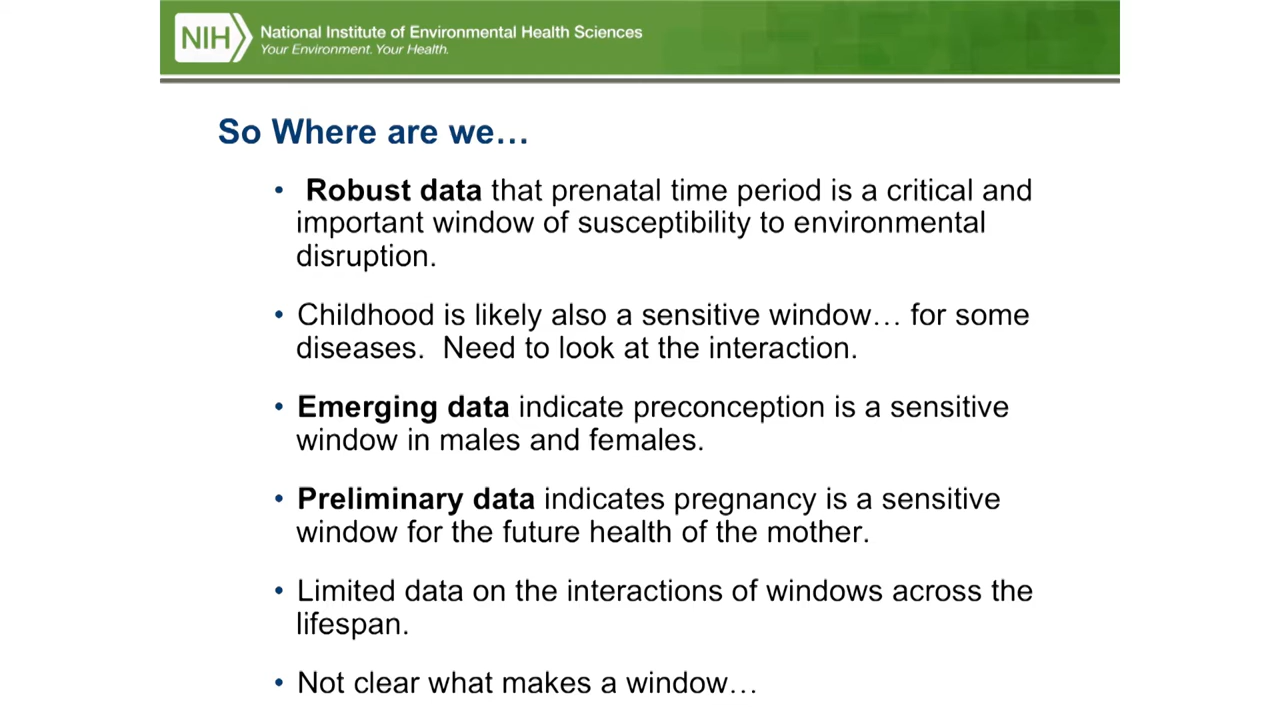 NIH
National Institute of Environmental Health Sciences
Your Environment. Your Health.
So Where are we…
• Robust data that prenatal time period is a critical and
important window of susceptibility to environmental
disruption.
• Childhood is likely also a sensitive window… for some
diseases.  Need to look at the interaction.
• Emerging data indicate preconception is a sensitive
window in males and females.
• Preliminary data indicates pregnancy is a sensitive
window for the future health of the mother.
• Limited data on the interactions of windows across the
lifespan.
• Not clear what makes a window…